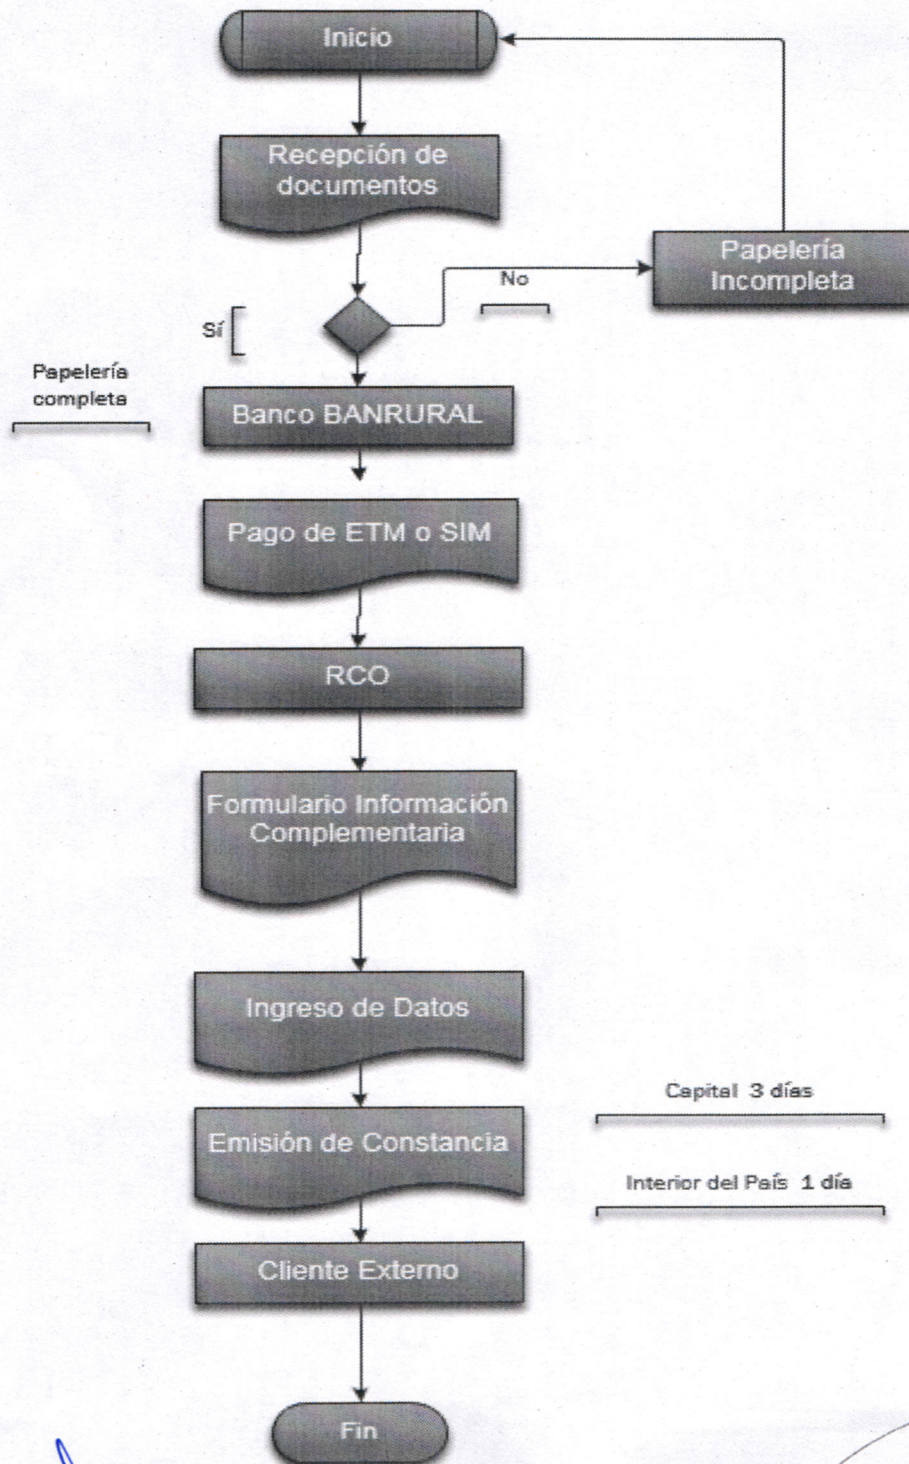 Inicio
Recepción de
documentos
Papelería
Incompleta
No
Sí
Papelería
completa
Banco BANRURAL
Pago de ETM o SIM
RCO
Formulario Información
Complementaria
Ingreso de Datos
Capital 3 días
Emisión de Constancia
Interior del País 1 día
Cliente Externo
Fin